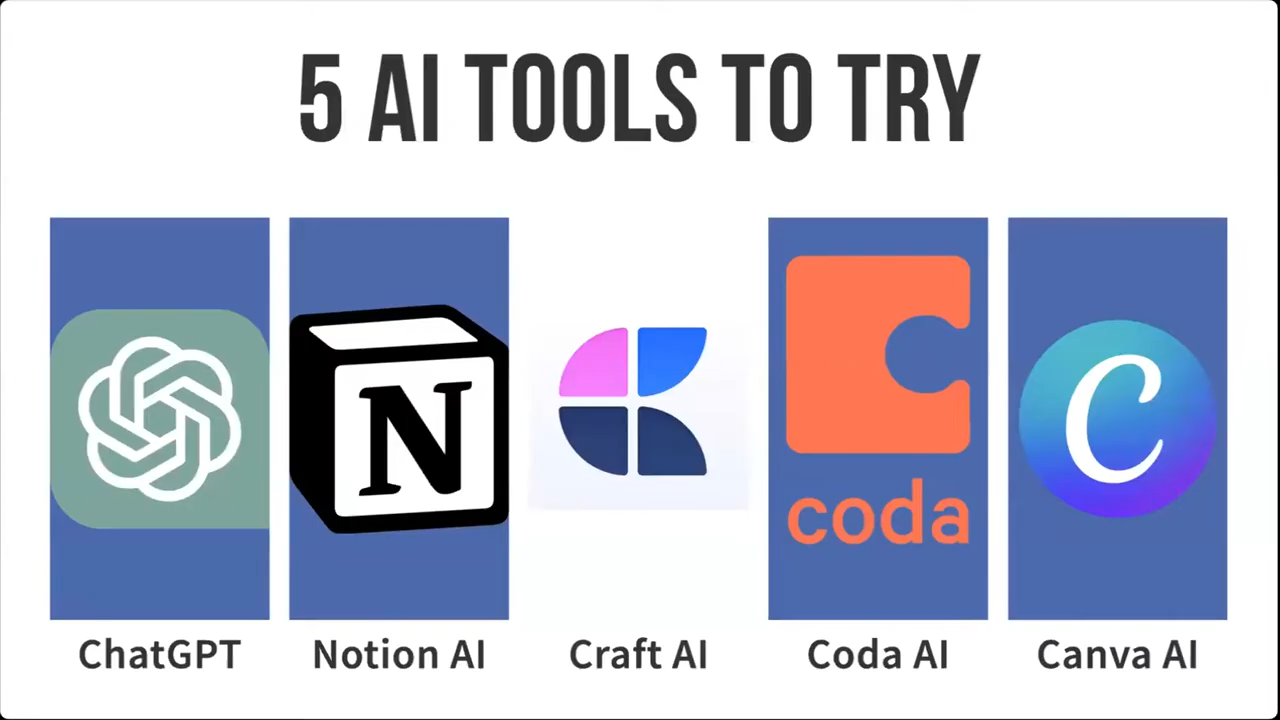 5 AI TOOLS TO TRY
N
coda
C
ChatGPT
Notion AI
Craft AI
Coda AI
Canva AI